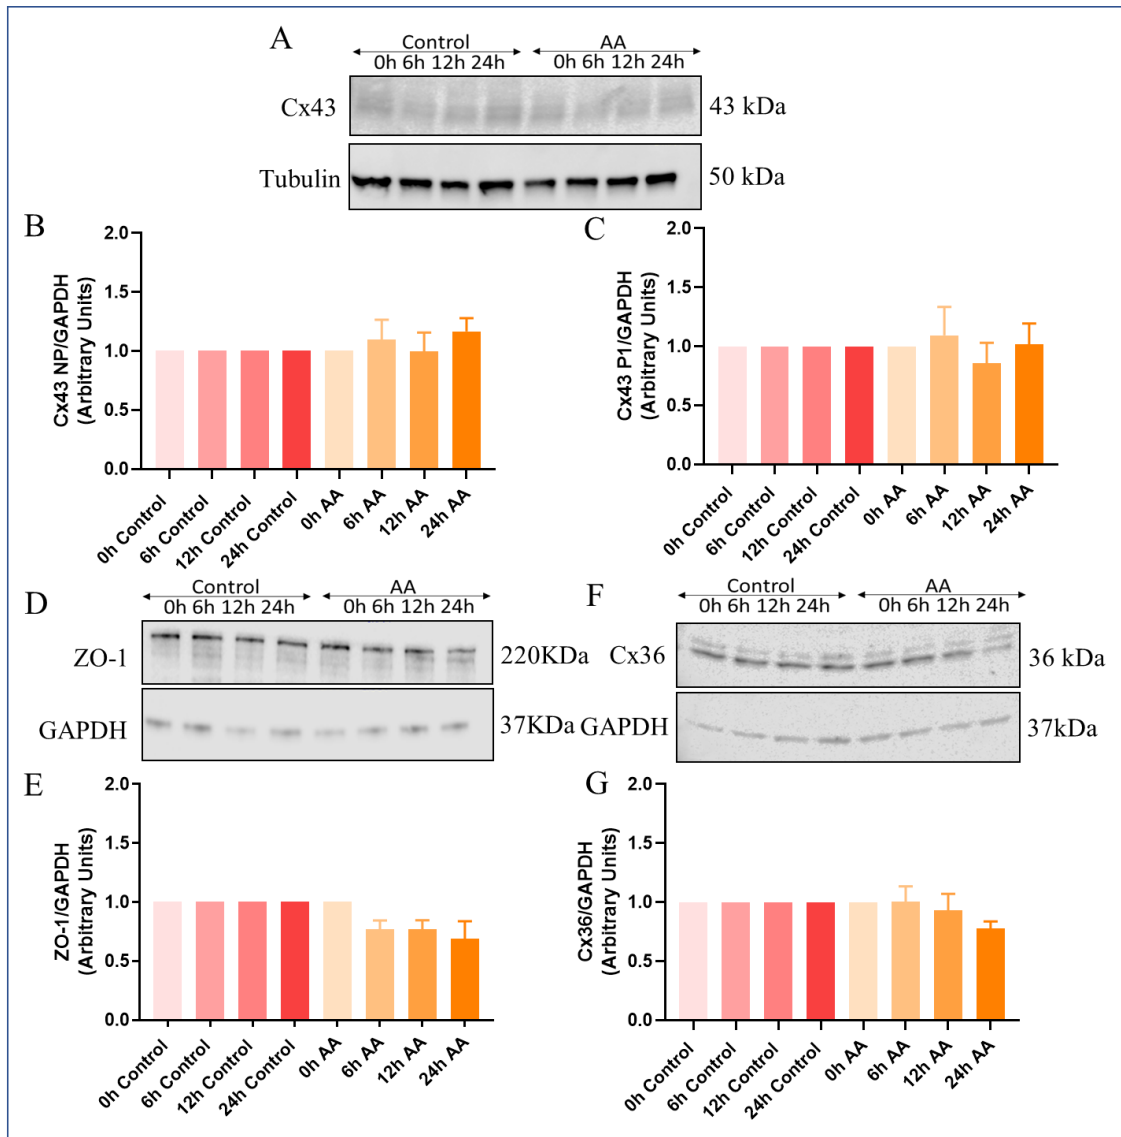 A
Control AA
0h 6h 12h 24h 0h 6h 12h 24h
Cx43 43 kDa
Tubulin 50 kDa
B
Cx43 NP/GAPDH
(Arbitrary Units)
2.0
1.5
1.0
0.5
0.0
0h Control
6h Control
12h Control
24h Control
0h AA
6h AA
12h AA
24h AA
C
Cx43 P1/GAPDH
(Arbitrary Units)
2.0
1.5
1.0
0.5
0.0
0h Control
6h Control
12h Control
24h Control
0h AA
6h AA
12h AA
24h AA
D
Control AA
0h 6h 12h 24h 0h 6h 12h 24h
ZO-1 220KDa
GAPDH 37KDa
F
Control AA
0h 6h 12h 24h 0h 6h 12h 24h
Cx36 36 kDa
GAPDH 37kDa
E
ZO-1/GAPDH
(Arbitrary Units)
2.0
1.5
1.0
0.5
0.0
0h Control
6h Control
12h Control
24h Control
0h AA
6h AA
12h AA
24h AA
G
Cx36/GAPDH
(Arbitrary Units)
2.0
1.5
1.0
0.5
0.0
0h Control
6h Control
12h Control
24h Control
0h AA
6h AA
12h AA
24h AA